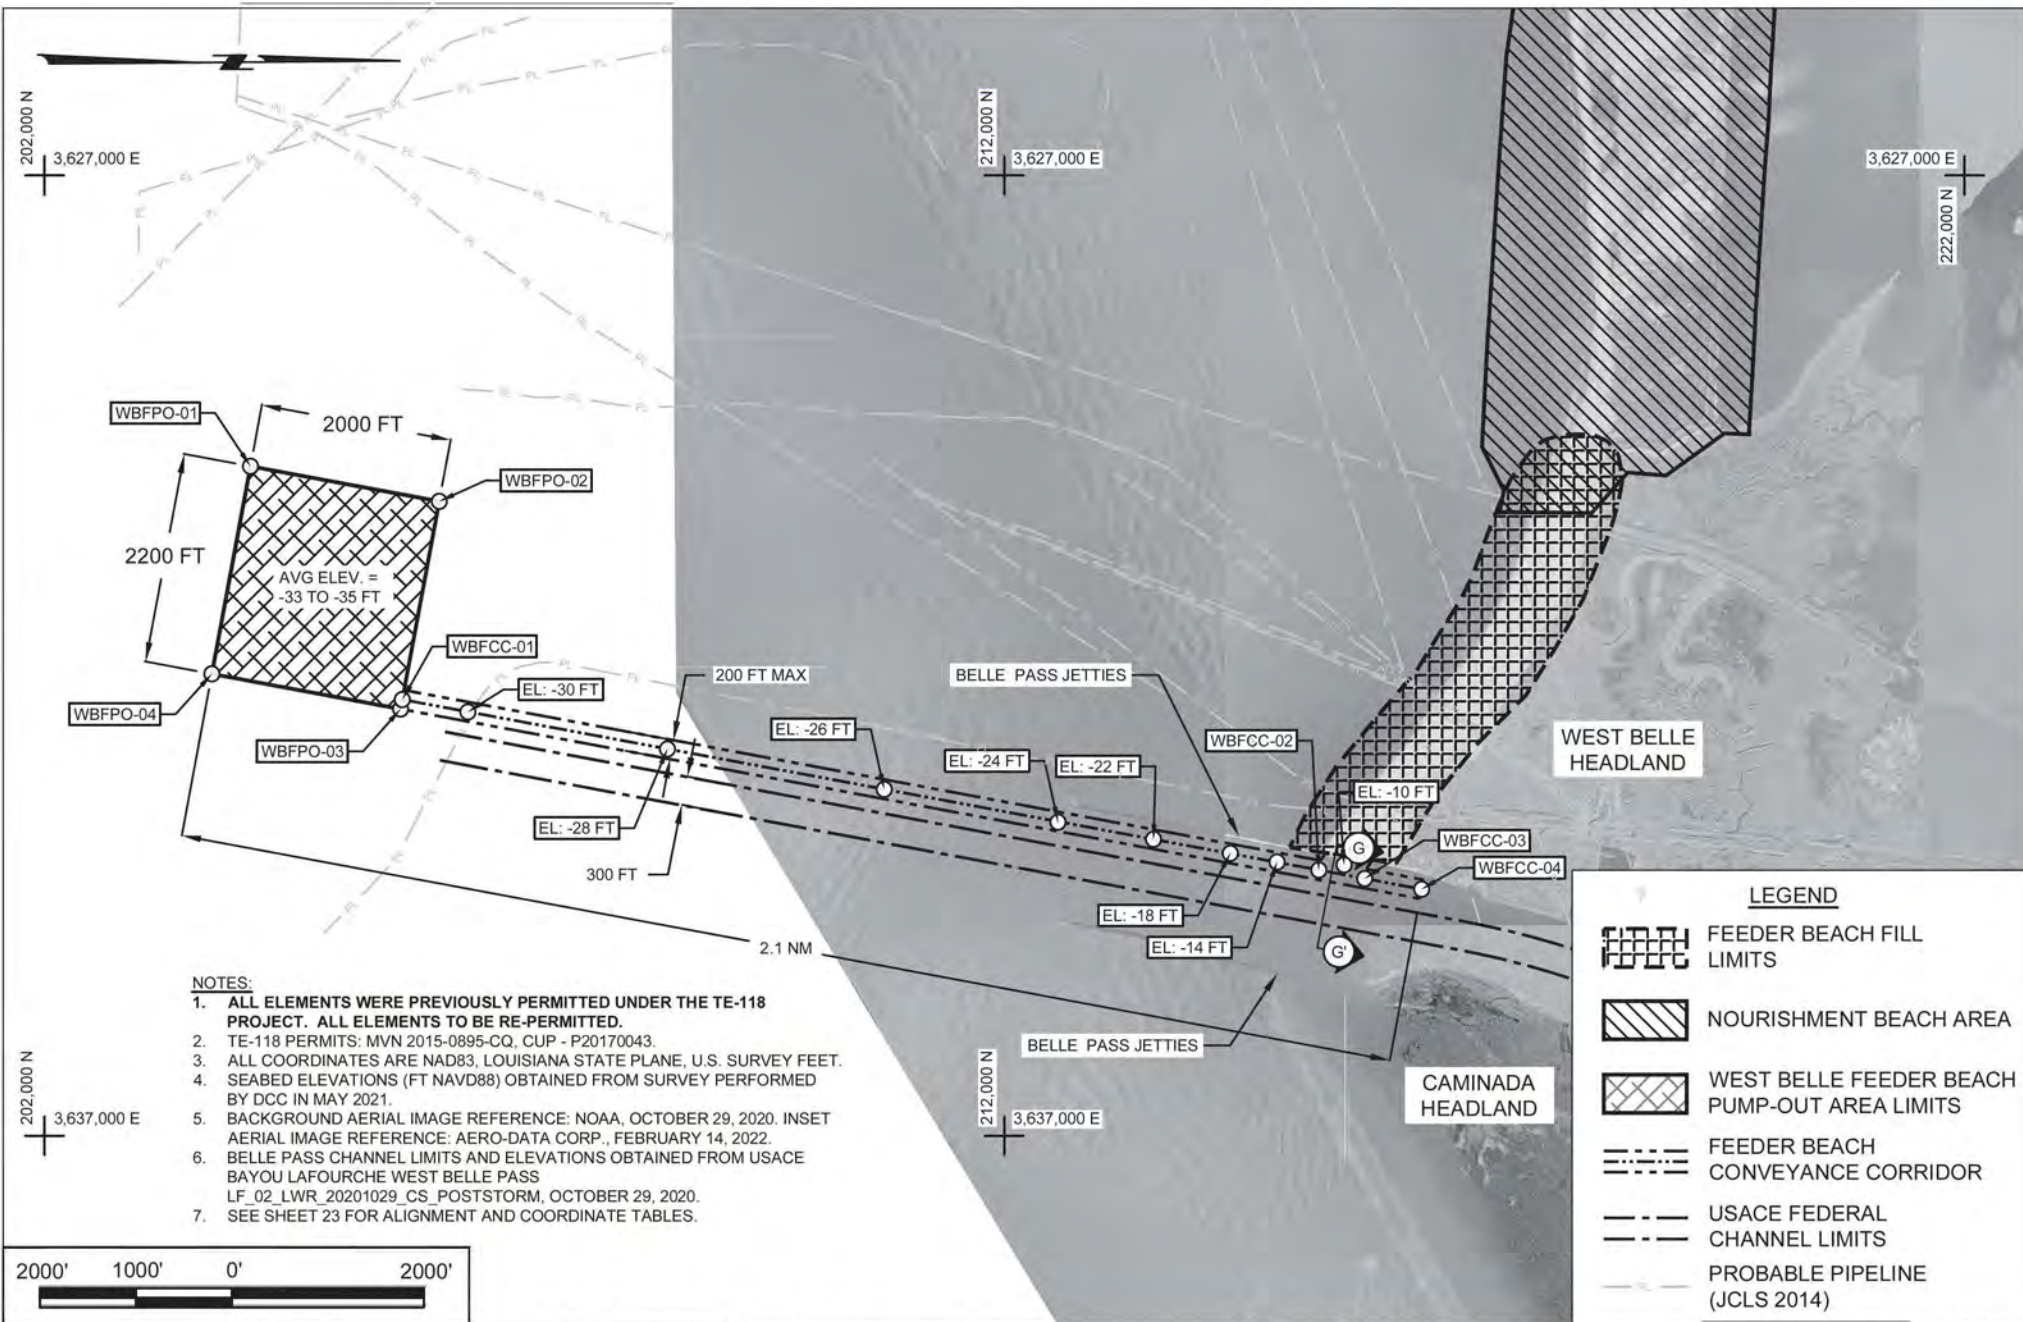 202,000 N
3,627,000 E
212,000 N
3,627,000 E
3,627,000 E
222,000 N
WBFPO-01
2000 FT
WBFPO-02
2200 FT
AVG ELEV. =
-33 TO -35 FT
WBFCC-01
EL: -30 FT
200 FT MAX
BELLE PASS JETTIES
WBFPO-04
WBFPO-03
EL: -26 FT
EL: -24 FT
EL: -22 FT
WBFCC-02
WEST BELLE
HEADLAND
EL: -10 FT
EL: -28 FT
300 FT
G
WBFCC-03
WBFCC-04
EL: -18 FT
EL: -14 FT
G'
2.1 NM
BELLE PASS JETTIES
CAMINADA
HEADLAND
NOTES:
1. ALL ELEMENTS WERE PREVIOUSLY PERMITTED UNDER THE TE-118
PROJECT. ALL ELEMENTS TO BE RE-PERMITTED.
2. TE-118 PERMITS: MVN 2015-0895-CQ, CUP - P20170043.
3. ALL COORDINATES ARE NAD83, LOUISIANA STATE PLANE, U.S. SURVEY FEET.
4. SEABED ELEVATIONS (FT NAVD88) OBTAINED FROM SURVEY PERFORMED
BY DCC IN MAY 2021.
5. BACKGROUND AERIAL IMAGE REFERENCE: NOAA, OCTOBER 29, 2020. INSET
AERIAL IMAGE REFERENCE: AERO-DATA CORP., FEBRUARY 14, 2022.
6. BELLE PASS CHANNEL LIMITS AND ELEVATIONS OBTAINED FROM USACE
BAYOU LAFOURCHE WEST BELLE PASS
LF_02_LWR_20201029_CS_POSTSTORM, OCTOBER 29, 2020.
7. SEE SHEET 23 FOR ALIGNMENT AND COORDINATE TABLES.
202,000 N
3,637,000 E
212,000 N
3,637,000 E
2000' 1000' 0' 2000'
LEGEND
FEEDER BEACH FILL
LIMITS
NOURISHMENT BEACH AREA
WEST BELLE FEEDER BEACH
PUMP-OUT AREA LIMITS
FEEDER BEACH
CONVEYANCE CORRIDOR
USACE FEDERAL
CHANNEL LIMITS
PL
PROBABLE PIPELINE
(JCLS 2014)